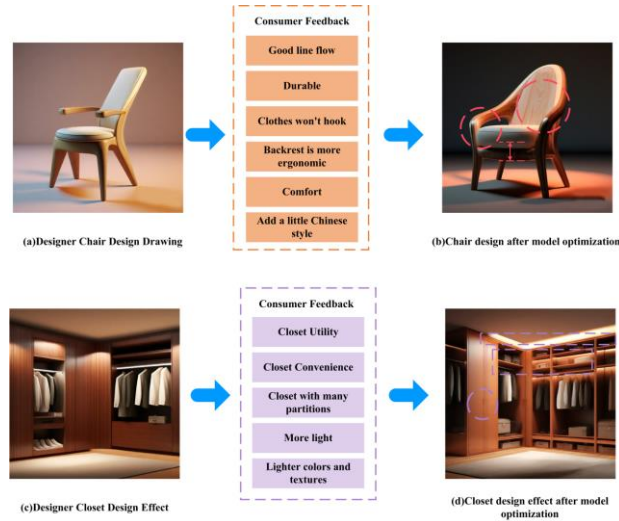 Consumer Feedback
Good line flow
Durable
Clothes won't hook
Backrest is more
ergonomic
Comfort
Add a little Chinese
style
(a)Designer Chair Design Drawing
(b)Chair design after model optimization
Consumer Feedback
Closet Utility
Closet Convenience
Closet with many
partitions
More light
Lighter colors and
textures
(c)Designer Closet Design Effect
(d)Closet design effect after model
optimization